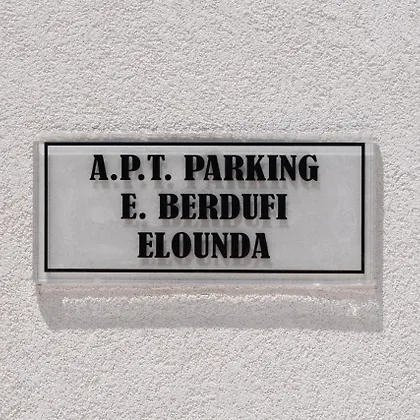 A.P.T. PARKING
E. BERDUFI
ELOUNDA